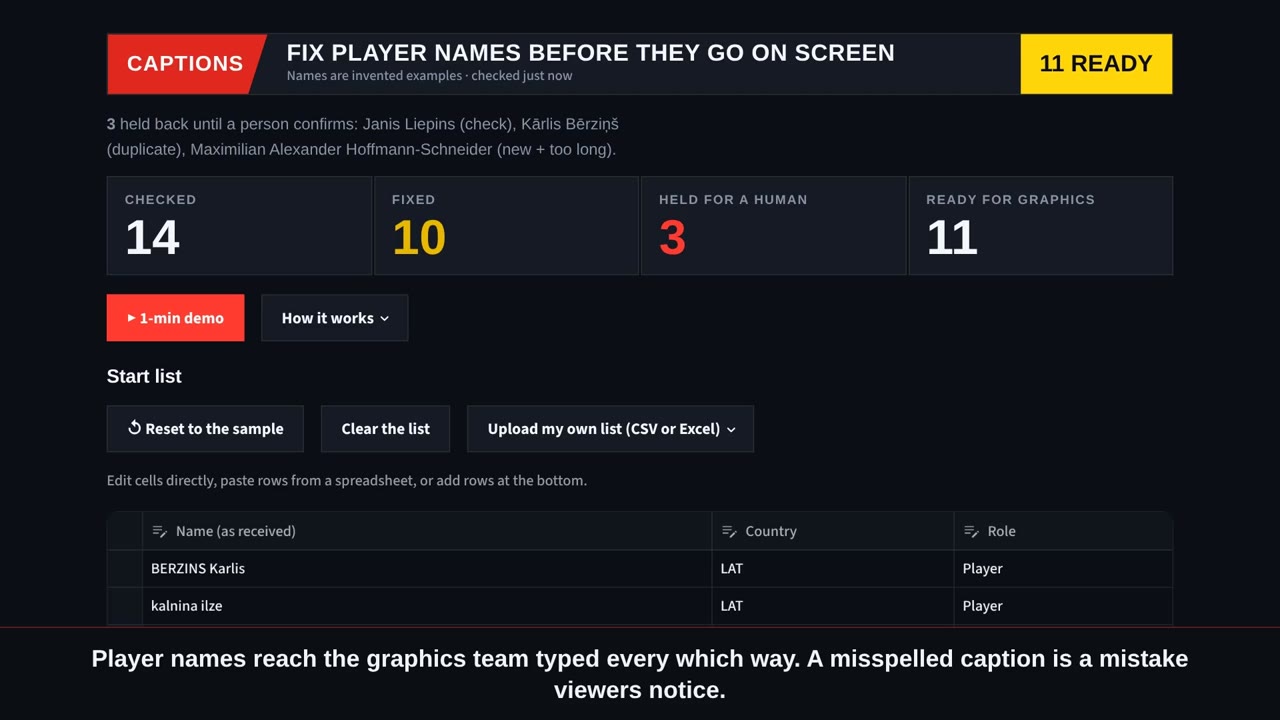 CAPTIONS
FIX PLAYER NAMES BEFORE THEY GO ON SCREEN
Names are invented examples · checked just now
11 READY
3 held back until a person confirms: Janis Liepins (check), Kārlis Bērziņš
(duplicate), Maximilian Alexander Hoffmann-Schneider (new + too long).
CHECKED
14
FIXED
10
HELD FOR A HUMAN
3
READY FOR GRAPHICS
11
▸ 1-min demo
How it works
Start list
Reset to the sample
Clear the list
Upload my own list (CSV or Excel)
Edit cells directly, paste rows from a spreadsheet, or add rows at the bottom.
Name (as received) Country Role
BERZINS Karlis LAT Player
kalnina ilze LAT Player
Player names reach the graphics team typed every which way. A misspelled caption is a mistake
viewers notice.